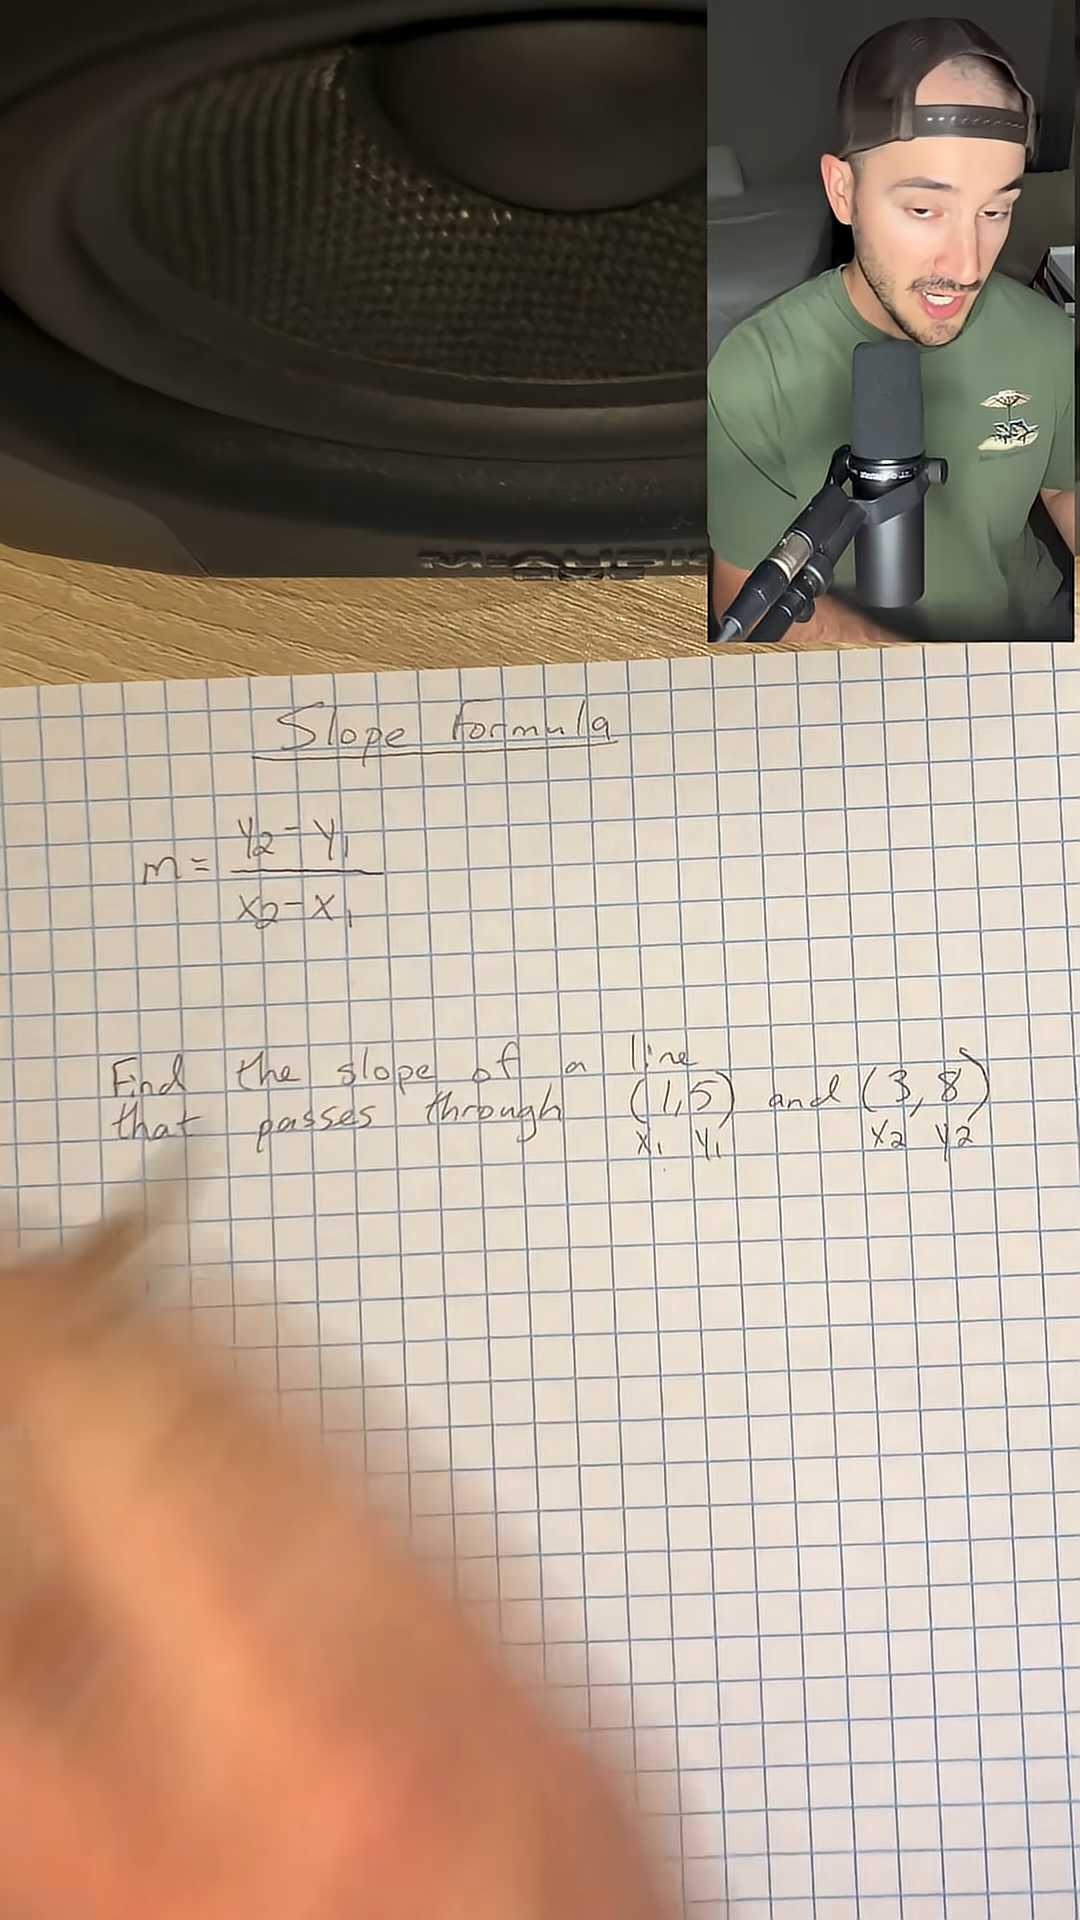 Slope Formula
m = y2 - y1
x2 - x1
Find the slope of a line
that passes through (1,5) and (3,8)
x1 y1 x2 y2